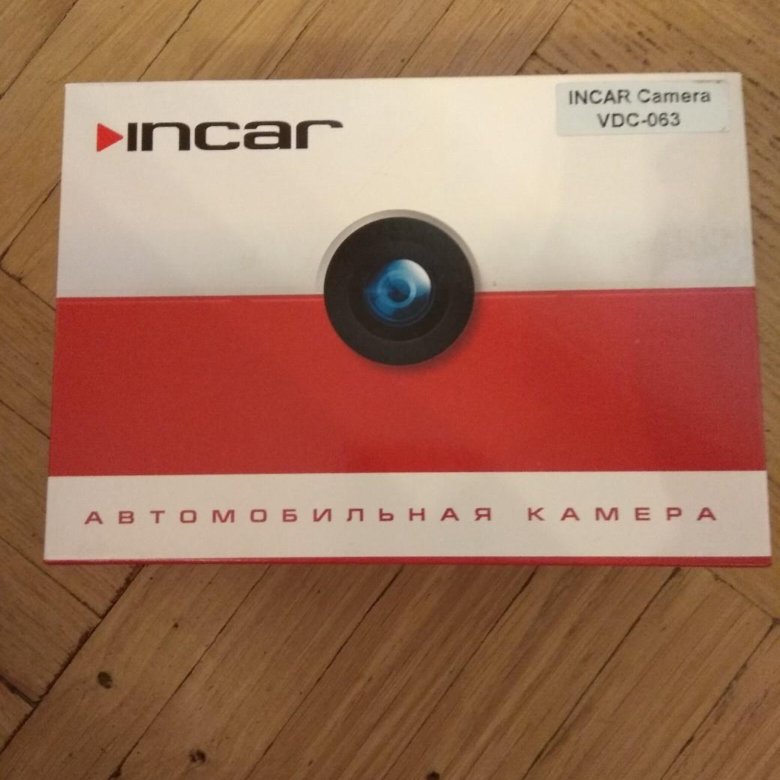 incar
INCAR Camera
VDC-063
АВТОМОБИЛЬНАЯ КАМЕРА